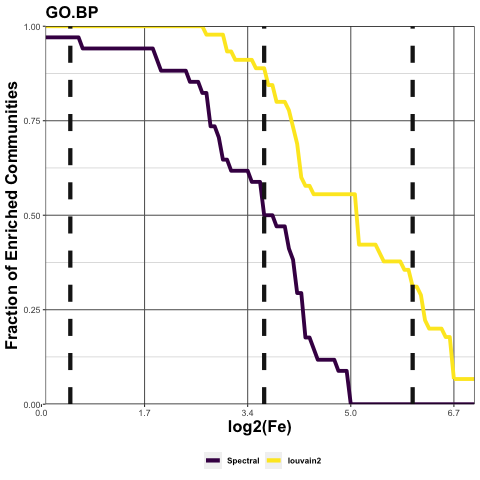 GO.BP
Fraction of Enriched Communities
1.00
0.75
0.50
0.25
0.00
0.0 1.7 3.4 5.0 6.7
log2(Fe)
Spectral louvain2